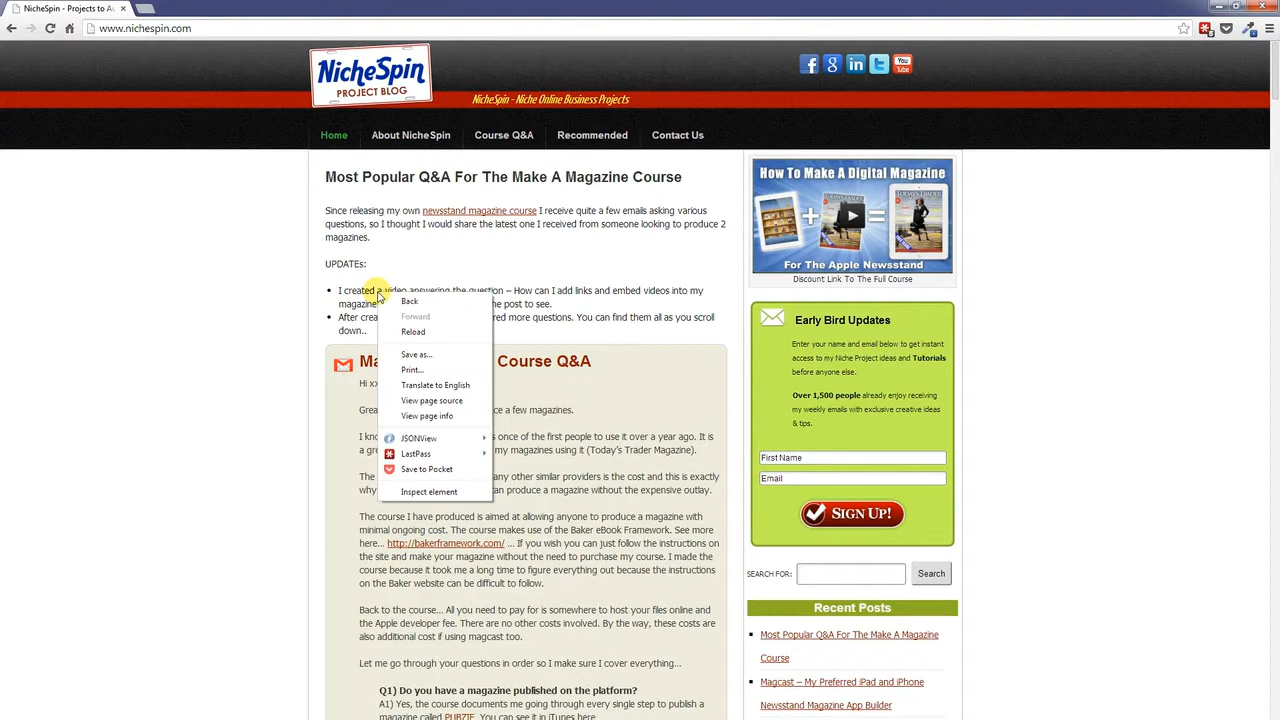 NicheSpin - Projects to Au
www.nichespin.com
NicheSpin
PROJECT BLOG
NicheSpin - Niche Online Business Projects
You
Tube
Home
About NicheSpin
Course Q&A
Recommended
Contact Us
Most Popular Q&A For The Make A Magazine Course
Since releasing my own newsstand magazine course I receive quite a few emails asking various
questions, so I thought I would share the latest one I received from someone looking to produce 2
magazines.
UPDATEs:
I created a video answering the question – How can I add links and embed videos into my
magazine the post to see.
After crea red more questions. You can find them all as you scroll
down..
Back
Forward
Reload
Save as...
Print...
Translate to English
View page source
View page info
JSONView
LastPass
Save to Pocket
Inspect element
Course Q&A
Hi xx
Grea ce a few magazines.
I kno once of the first people to use it over a year ago. It is
a gre my magazines using it (Today's Trader Magazine).
The any other similar providers is the cost and this is exactly
why can produce a magazine without the expensive outlay.
The course I have produced is aimed at allowing anyone to produce a magazine with
minimal ongoing cost. The course makes use of the Baker eBook Framework. See more
here… http://bakerframework.com/ … If you wish you can just follow the instructions on
the site and make your magazine without the need to purchase my course. I made the
course because it took me a long time to figure everything out because the instructions
on the Baker website can be difficult to follow.
Back to the course… All you need to pay for is somewhere to host your files online and
the Apple developer fee. There are no other costs involved. By the way, these costs are
also additional cost if using magcast too.
Let me go through your questions in order so I make sure I cover everything…
Q1) Do you have a magazine published on the platform?
A1) Yes, the course documents me going through every single step to publish a
magazine called PUBZIE. You can see it in iTunes here
How To Make A Digital Magazine
For The Apple Newsstand
Discount Link To The Full Course
Early Bird Updates
Enter your name and email below to get instant
access to my Niche Project ideas and Tutorials
before anyone else.
Over 1,500 people already enjoy receiving
my weekly emails with exclusive creative ideas
& tips.
First Name
Email
SIGN UP!
SEARCH FOR:
Search
Recent Posts
Most Popular Q&A For The Make A Magazine
Course
Magcast – My Preferred iPad and iPhone
Newsstand Magazine App Builder